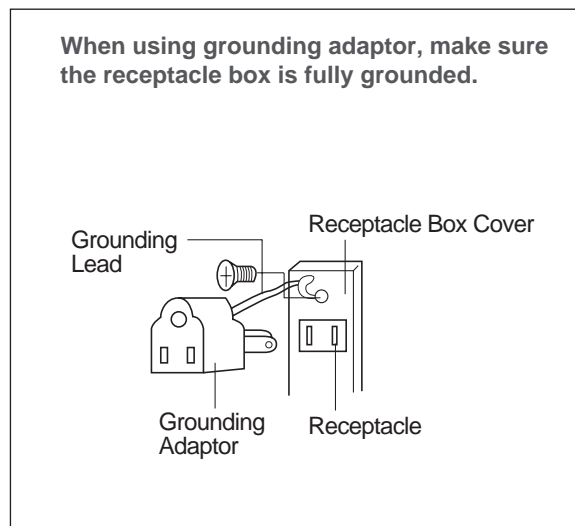 When using grounding adaptor, make sure
the receptacle box is fully grounded.
Receptacle Box Cover
Grounding
Lead
Grounding
Adaptor
Receptacle